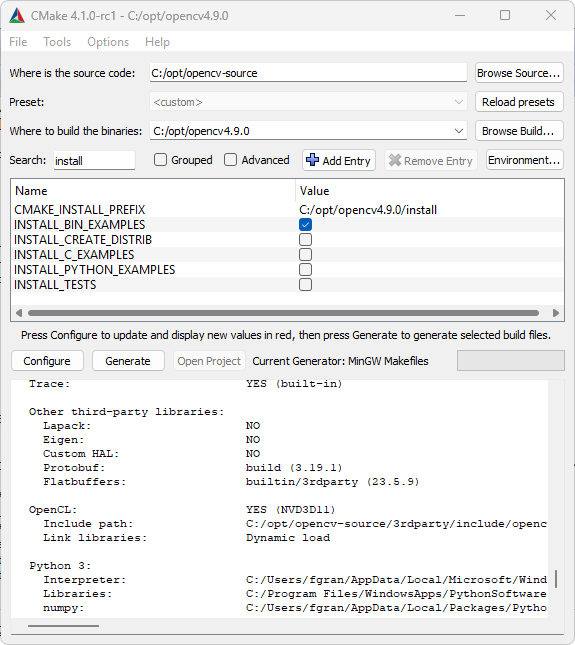 CMake 4.1.0-rc1 - C:/opt/opencv4.9.0
File Tools Options Help
Where is the source code: C:/opt/opencv-source Browse Source...
Preset: <custom> Reload presets
Where to build the binaries: C:/opt/opencv4.9.0 Browse Build...
Search: install Grouped Advanced Add Entry Remove Entry Environment...
Name Value
CMAKE_INSTALL_PREFIX C:/opt/opencv4.9.0/install
INSTALL_BIN_EXAMPLES
INSTALL_CREATE_DISTRIB
INSTALL_C_EXAMPLES
INSTALL_PYTHON_EXAMPLES
INSTALL_TESTS
Press Configure to update and display new values in red, then press Generate to generate selected build files.
Configure Generate Open Project Current Generator: MinGW Makefiles
Trace: YES (built-in)
Other third-party libraries:
Lapack: NO
Eigen: NO
Custom HAL: NO
Protobuf: build (3.19.1)
Flatbuffers: builtin/3rdparty (23.5.9)
OpenCL: YES (NVD3D11)
Include path: C:/opt/opencv-source/3rdparty/include/openc
Link libraries: Dynamic load
Python 3:
Interpreter: C:/Users/fgran/AppData/Local/Microsoft/Wind
Libraries: C:/Program Files/WindowsApps/PythonSoftware
numpy: C:/Users/fgran/AppData/Local/Packages/Pytho